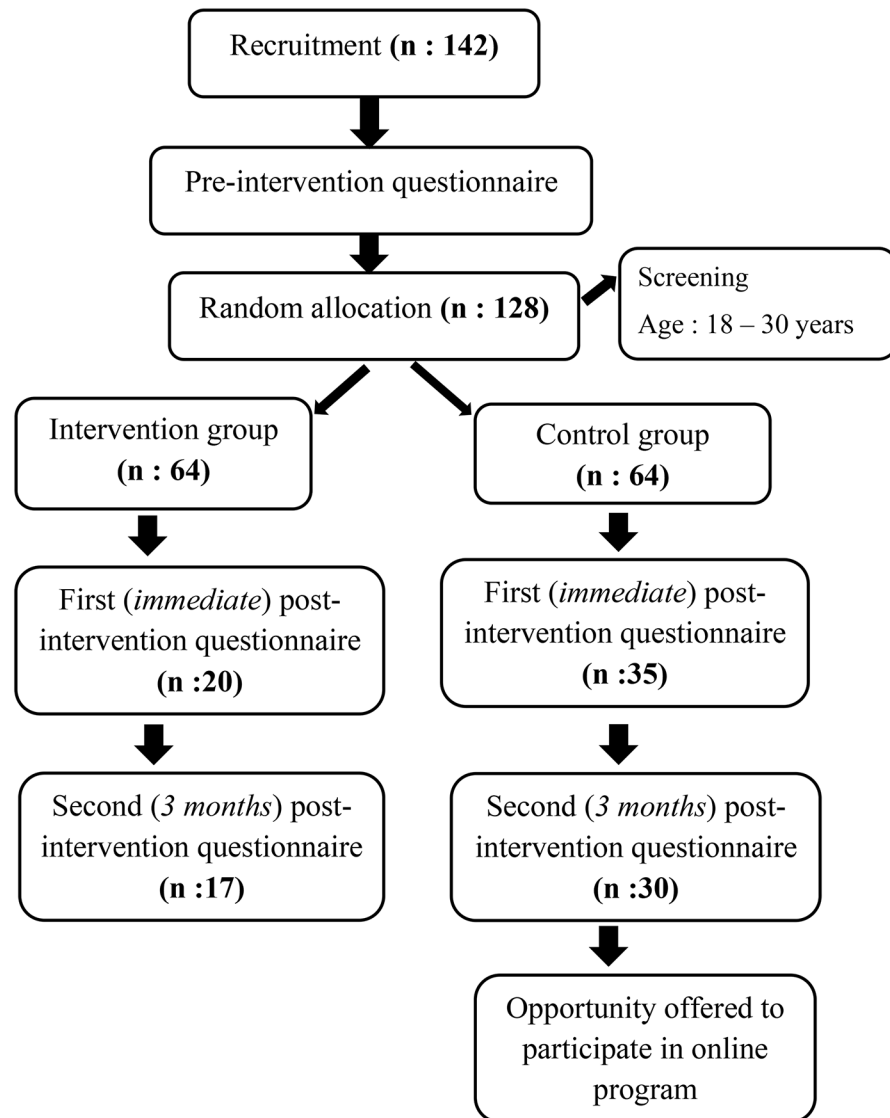 Recruitment (n : 142)
Pre-intervention questionnaire
Random allocation (n : 128)
Screening
Age : 18 – 30 years
Intervention group
(n : 64)
Control group
(n : 64)
First (immediate) post-
intervention questionnaire
(n :20)
First (immediate) post-
intervention questionnaire
(n :35)
Second (3 months) post-
intervention questionnaire
(n :17)
Second (3 months) post-
intervention questionnaire
(n :30)
Opportunity offered to
participate in online
program